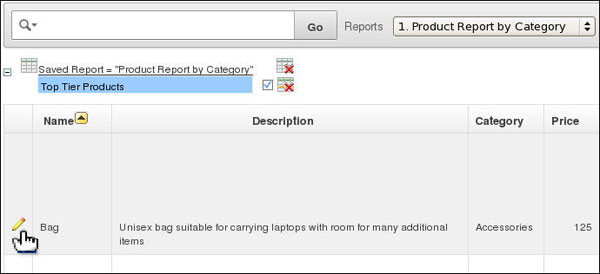 Go Reports 1. Product Report by Category
Saved Report = "Product Report by Category"
Top Tier Products
Name Description Category Price
Bag Unisex bag suitable for carrying laptops with room for many additional Accessories 125
items